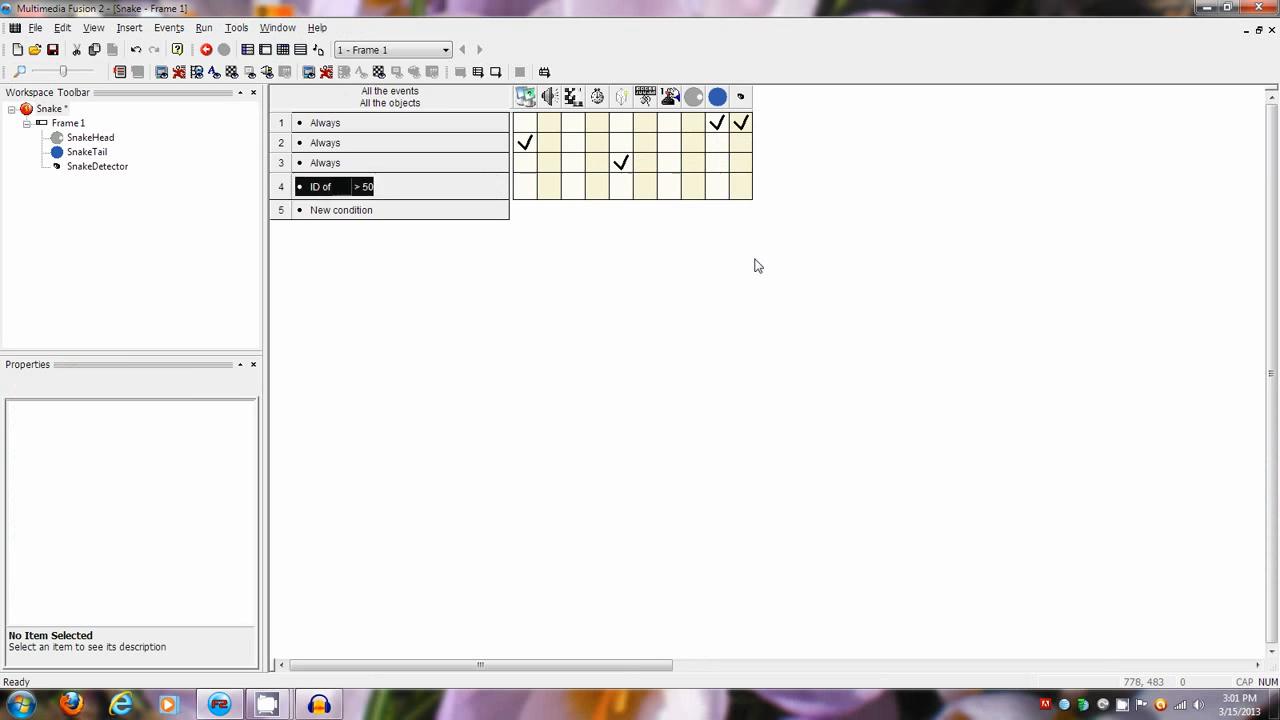 Multimedia Fusion 2 - [Snake - Frame 1]
File Edit View Insert Events Run Tools Window Help
1 - Frame 1
Workspace Toolbar
Snake *
Frame 1
SnakeHead
SnakeTail
SnakeDetector
All the events
All the objects
1 Always
2 Always
3 Always
4 ID of > 50
5 New condition
Properties
No Item Selected
Select an item to see its description
Ready
778, 483 0 CAP NUM
3:01 PM
3/15/2013